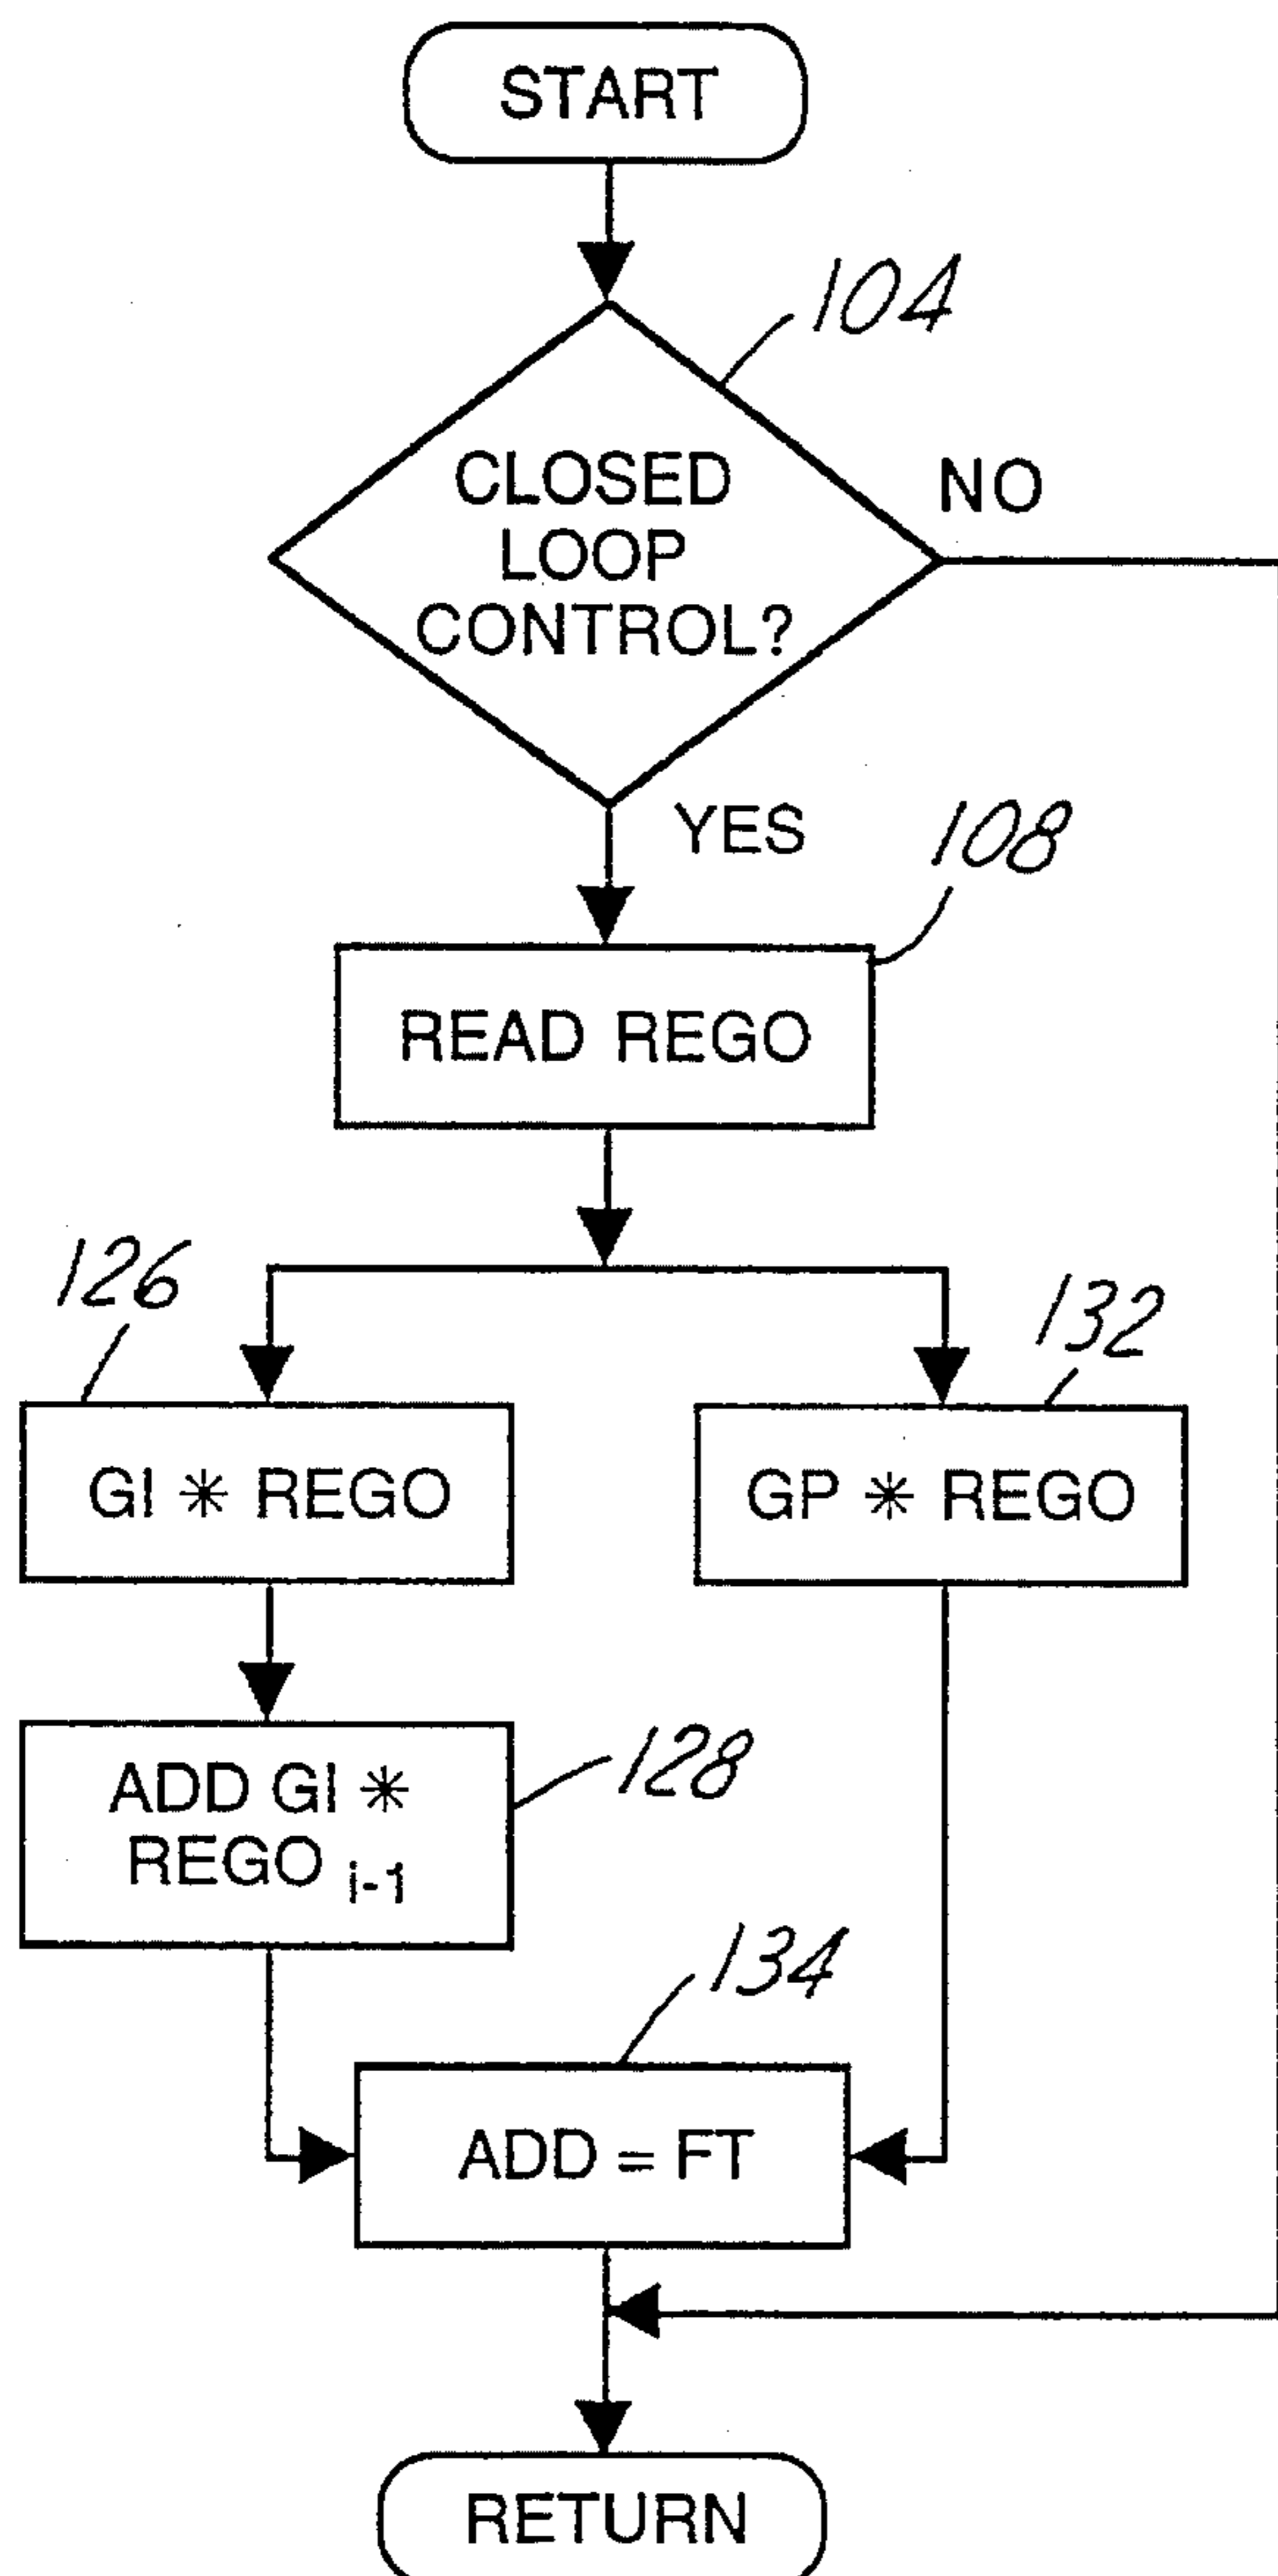 START
104
CLOSED
LOOP
CONTROL?
NO
YES
108
READ REGO
126
132
GI ✳ REGO
GP ✳ REGO
ADD GI ✳
REGO i-1
128
134
ADD = FT
RETURN